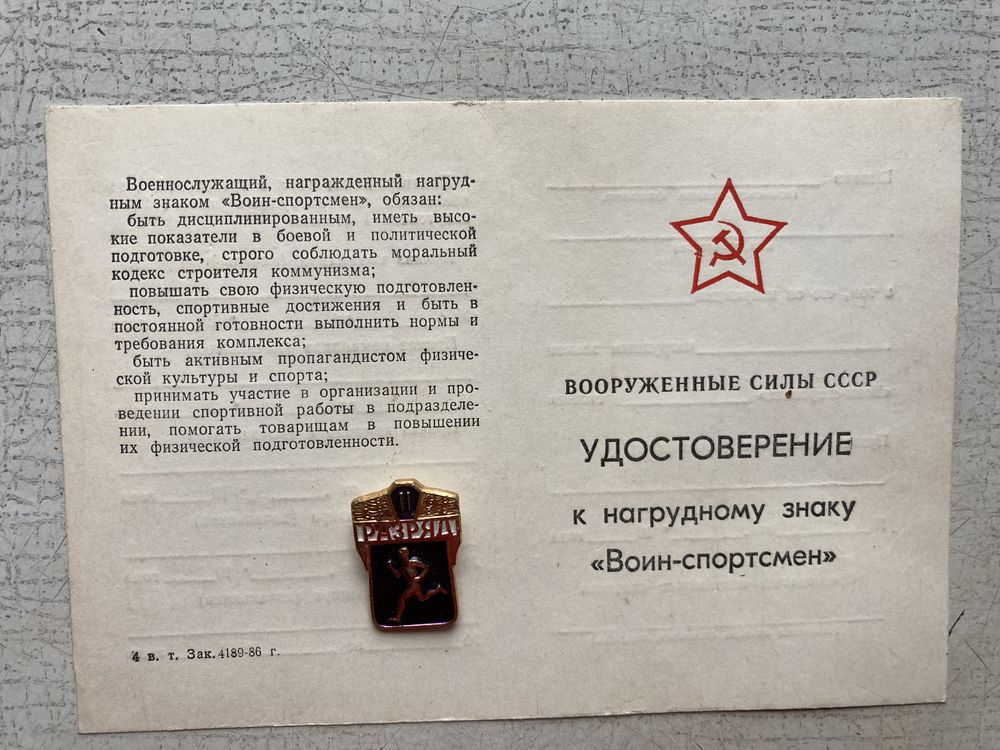 Военнослужащий, награжденный нагруд-
ным знаком «Воин-спортсмен», обязан:
быть дисциплинированным, иметь высо-
кие показатели в боевой и политической
подготовке, строго соблюдать моральный
кодекс строителя коммунизма;
повышать свою физическую подготовлен-
ность, спортивные достижения и быть в
постоянной готовности выполнить нормы и
требования комплекса;
быть активным пропагандистом физиче-
ской культуры и спорта;
принимать участие в организации и про-
ведении спортивной работы в подразделе-
нии, помогать товарищам в повышении
их физической подготовленности.
II
РАЗРЯД
4 в. т. Зак. 4189-86 г.
ВООРУЖЕННЫЕ СИЛЫ СССР
УДОСТОВЕРЕНИЕ
к нагрудному знаку
«Воин-спортсмен»